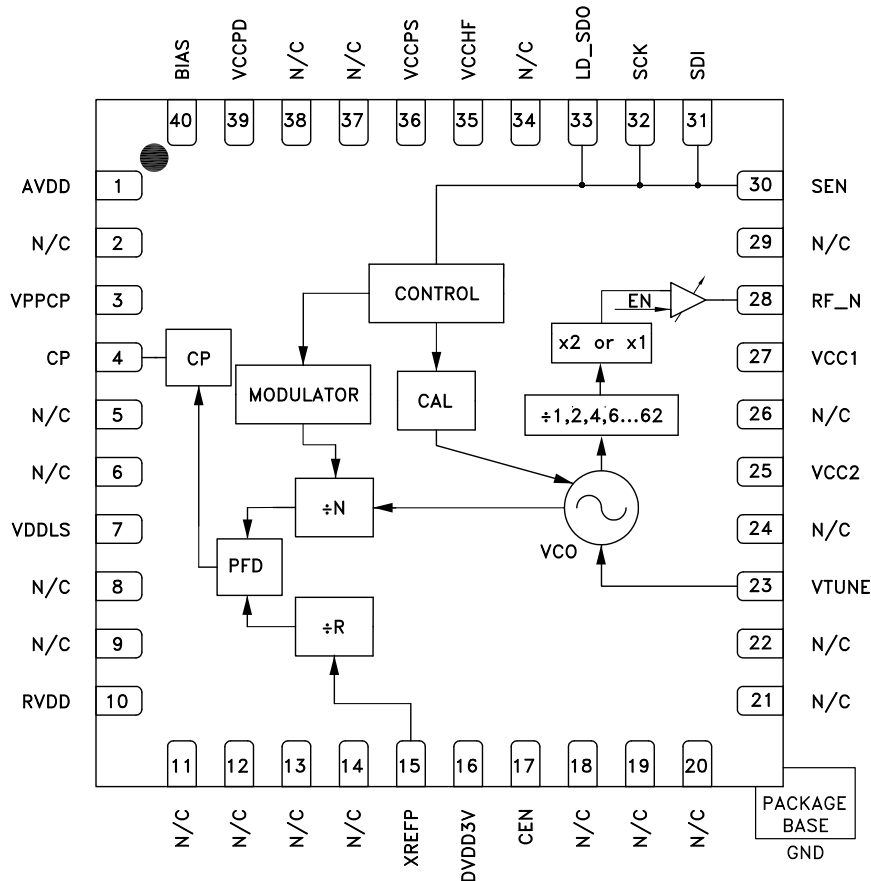 BIAS
VCCPD
N/C
N/C
VCCPS
VCCHF
N/C
LD_SDO
SCK
SDI
40
39
38
37
36
35
34
33
32
31
AVDD
1
30
SEN
N/C
2
29
N/C
VPPCP
3
CONTROL
EN
28
RF_N
CP
4
CP
x2 or x1
27
VCC1
MODULATOR
CAL
N/C
5
÷1,2,4,6...62
26
N/C
N/C
6
25
VCC2
÷N
VDDLS
7
VCO
24
N/C
PFD
N/C
8
23
VTUNE
÷R
N/C
9
22
N/C
RVDD
10
21
N/C
11
12
13
14
15
16
17
18
19
20
N/C
N/C
N/C
N/C
XREFP
DVDD3V
CEN
N/C
N/C
N/C
PACKAGE
BASE
GND